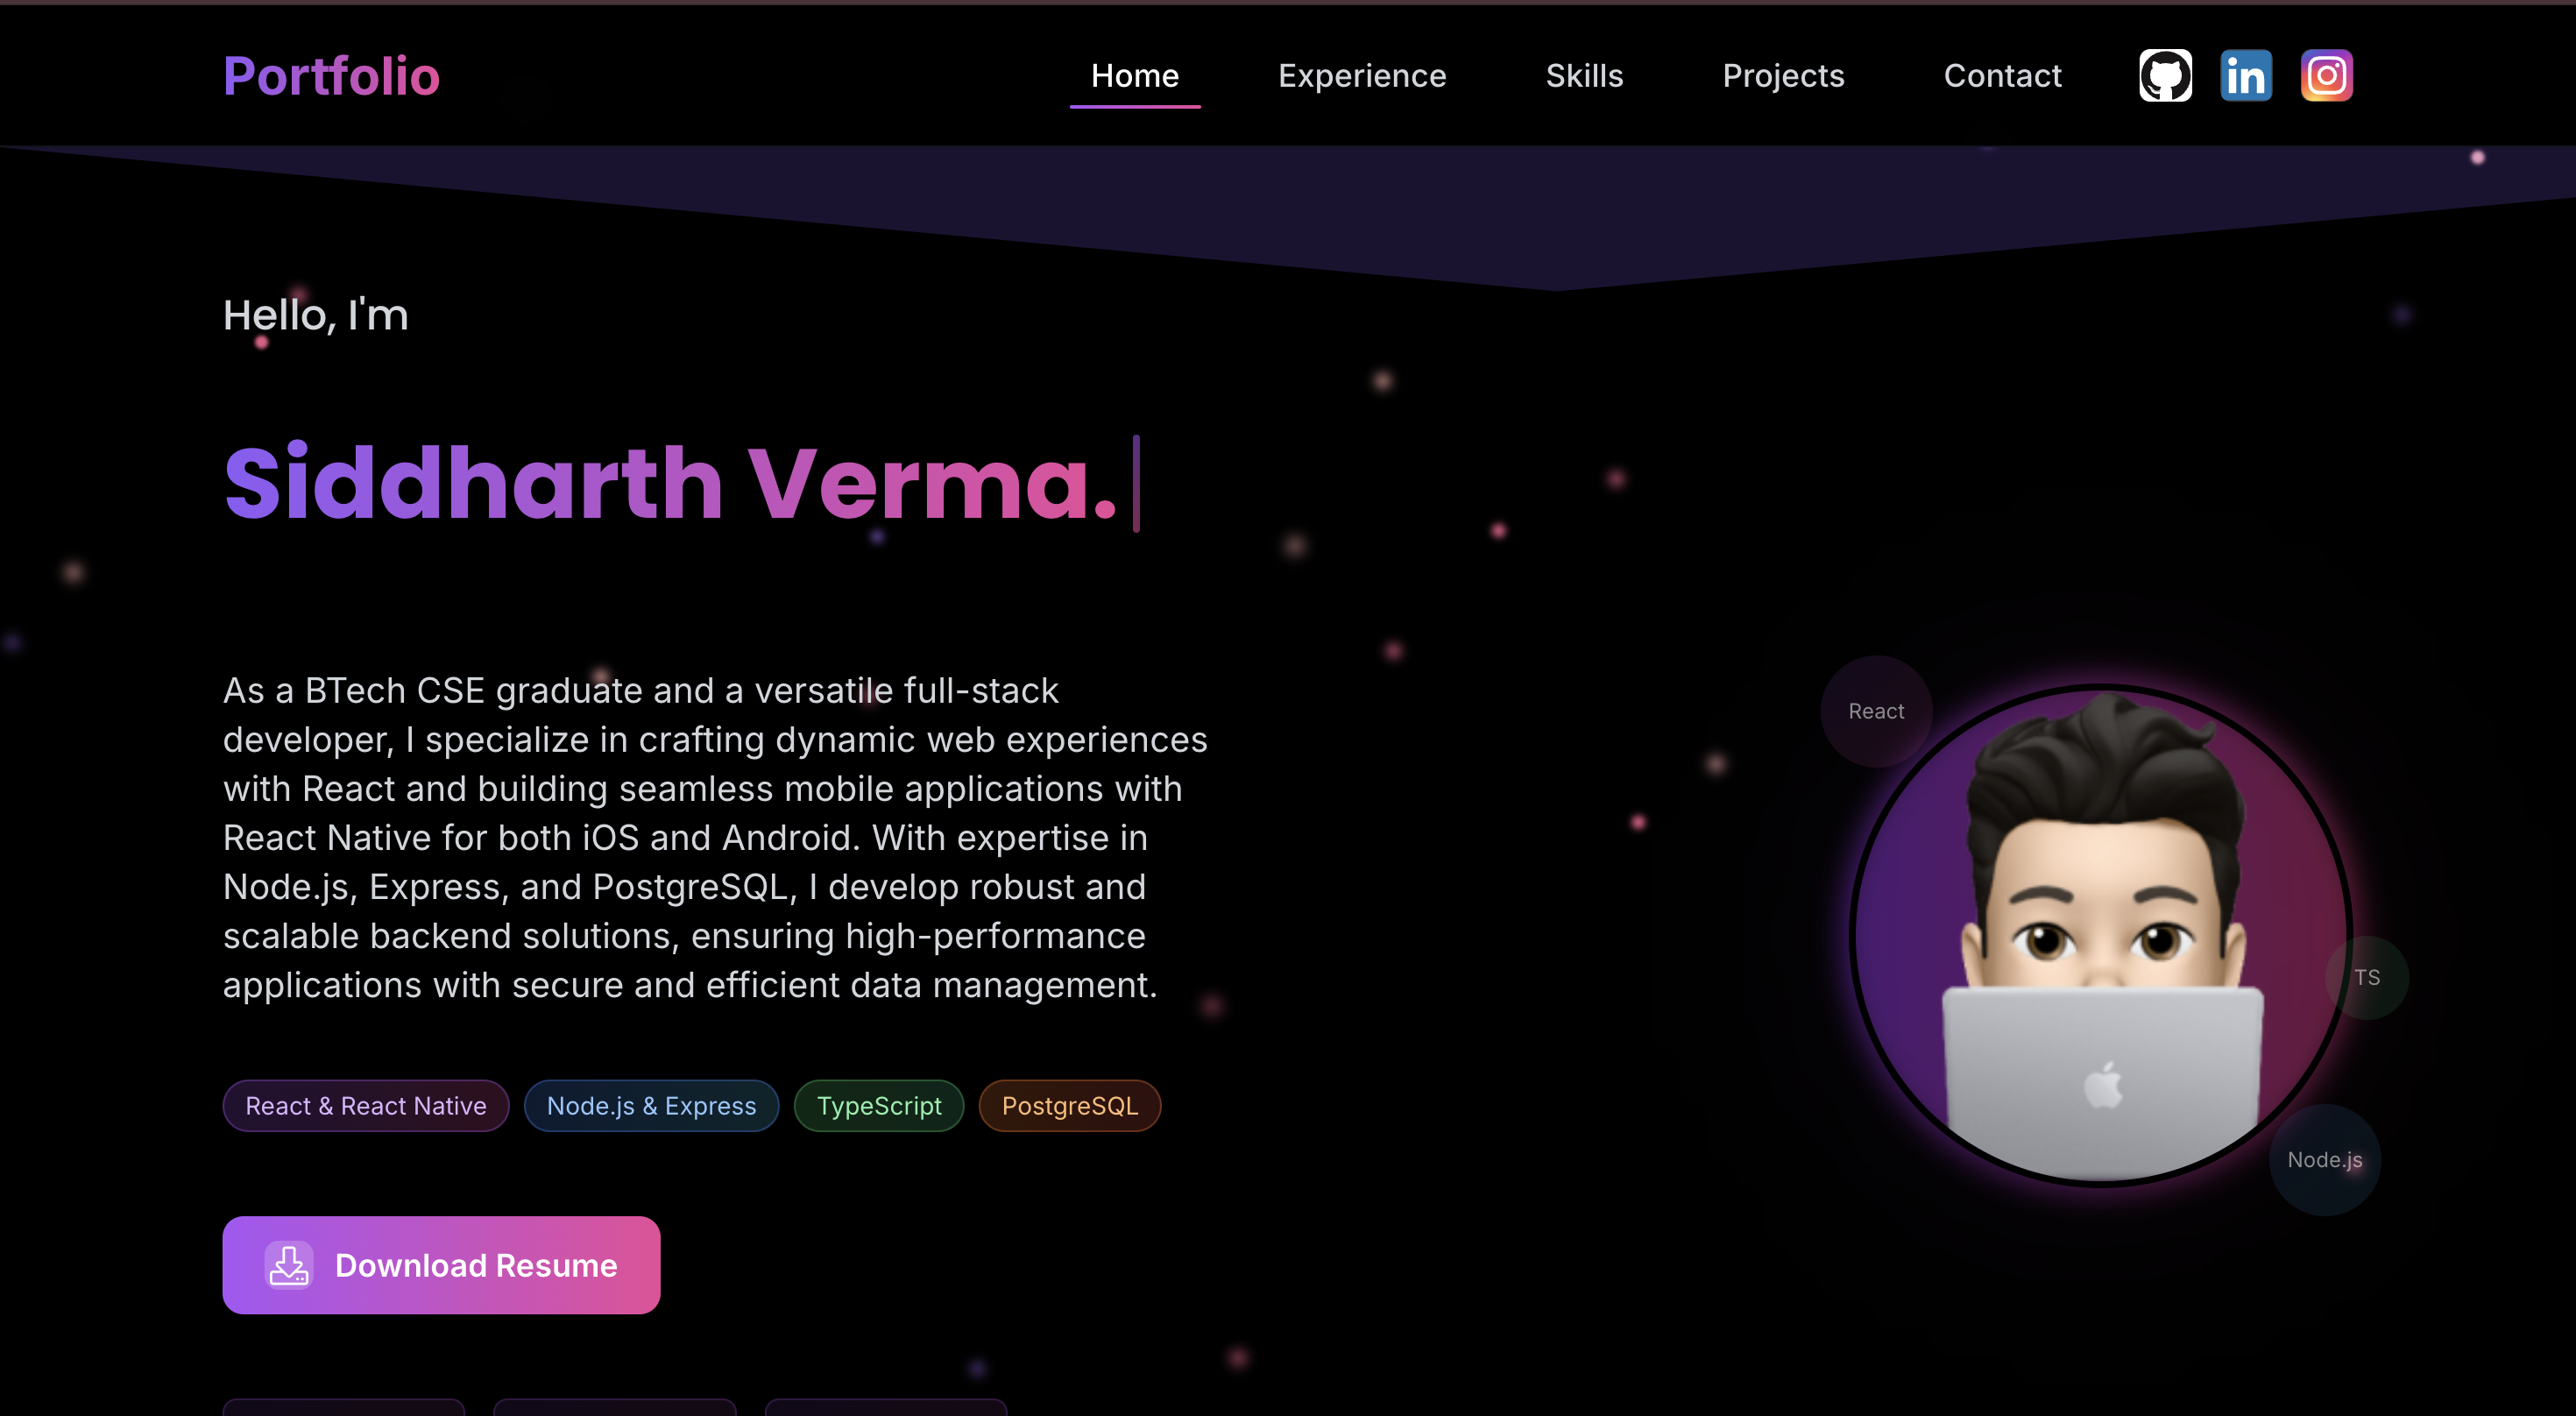 Portfolio
Home Experience Skills Projects Contact
in
Hello, I'm
Siddharth Verma.
As a BTech CSE graduate and a versatile full-stack
developer, I specialize in crafting dynamic web experiences
with React and building seamless mobile applications with
React Native for both iOS and Android. With expertise in
Node.js, Express, and PostgreSQL, I develop robust and
scalable backend solutions, ensuring high-performance
applications with secure and efficient data management.
React & React Native Node.js & Express TypeScript PostgreSQL
Download Resume
React
TS
Node.js